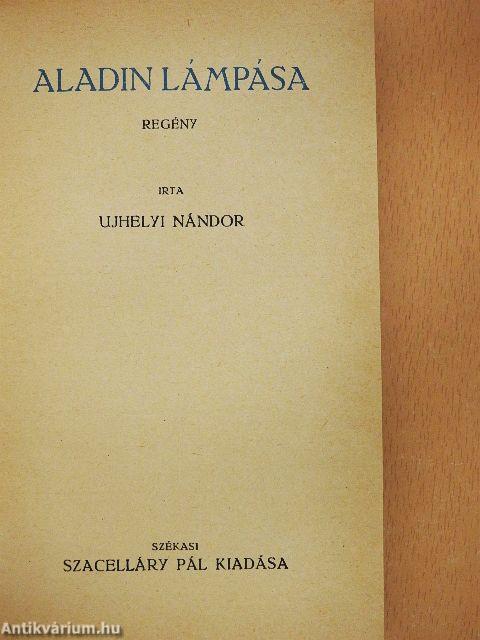 ALADIN LÁMPÁSA
REGÉNY
IRTA
UJHELYI NÁNDOR
SZÉKASI
SZACELLÁRY PÁL KIADÁSA
Antikvárium.hu